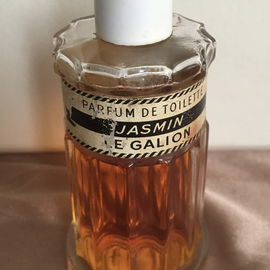 PARFUM DE TOILETTE
JASMIN
LE GALION